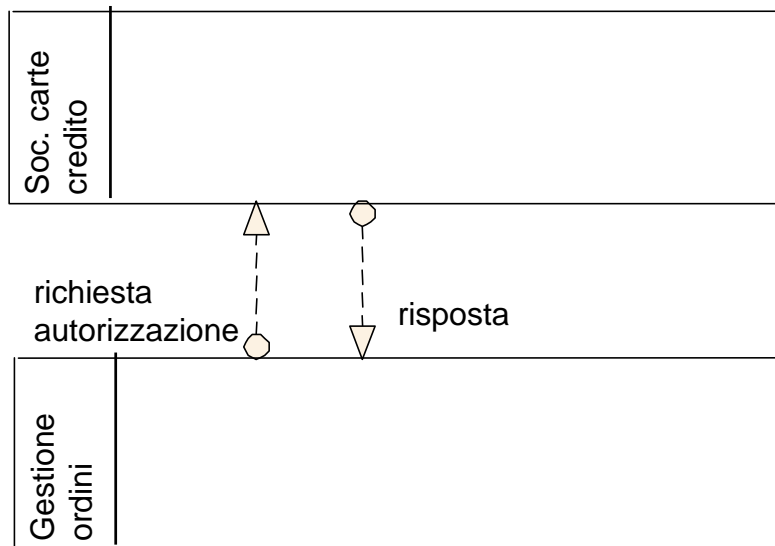 Soc. carte
credito
richiesta
autorizzazione
risposta
Gestione
ordini